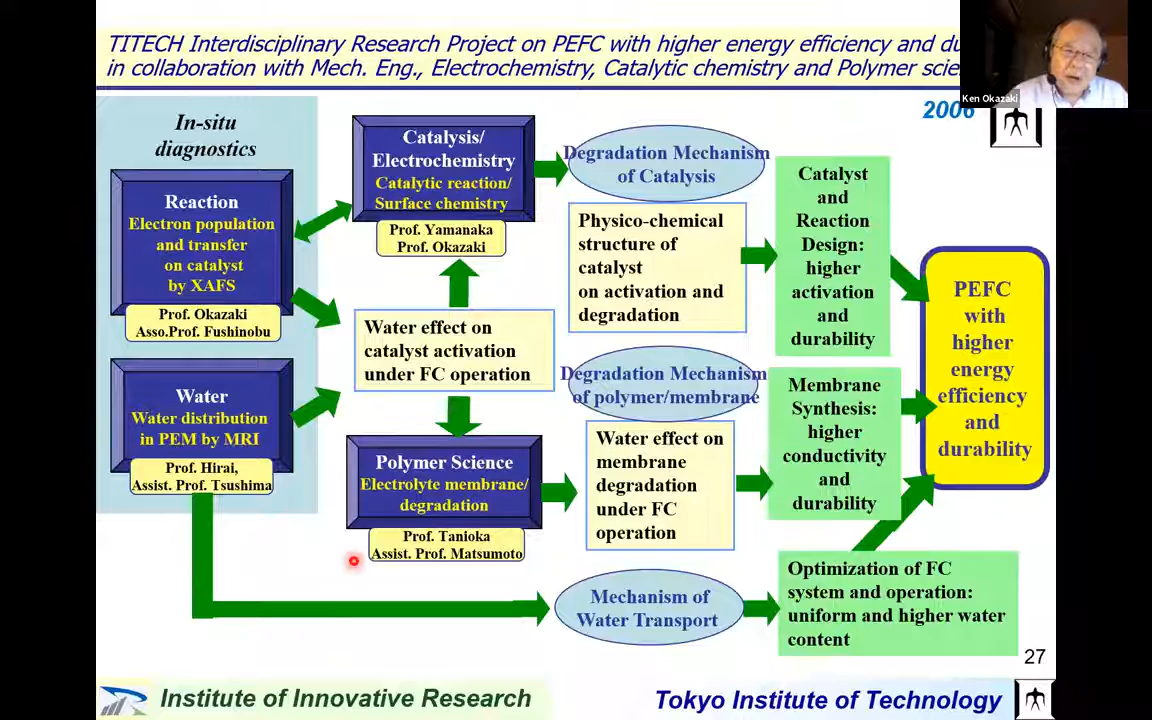 TITECH Interdisciplinary Research Project on PEFC with higher energy efficiency and
in collaboration with Mech. Eng., Electrochemistry, Catalytic chemistry and Polymer
Ken Okazaki
2006
In-situ
diagnostics
Reaction
Electron population
and transfer
on catalyst
by XAFS
Prof. Okazaki
Asso.Prof. Fushinobu
Water
Water distribution
in PEM by MRI
Prof. Hirai,
Assist. Prof. Tsushima
Catalysis/
Electrochemistry
Catalytic reaction/
Surface chemistry
Prof. Yamanaka
Prof. Okazaki
Water effect on
catalyst activation
under FC operation
Polymer Science
Electrolyte membrane/
degradation
Prof. Tanioka
Assist. Prof. Matsumoto
Degradation Mechanism
of Catalysis
Physico-chemical
structure of
catalyst
on activation and
degradation
Degradation Mechanism
of polymer/membrane
Water effect on
membrane
degradation
under FC
operation
Mechanism of
Water Transport
Catalyst
and
Reaction
Design:
higher
activation
and
durability
Membrane
Synthesis:
higher
conductivity
and
durability
Optimization of FC
system and operation:
uniform and higher water
content
PEFC
with
higher
energy
efficiency
and
durability
27
Institute of Innovative Research
Tokyo Institute of Technology